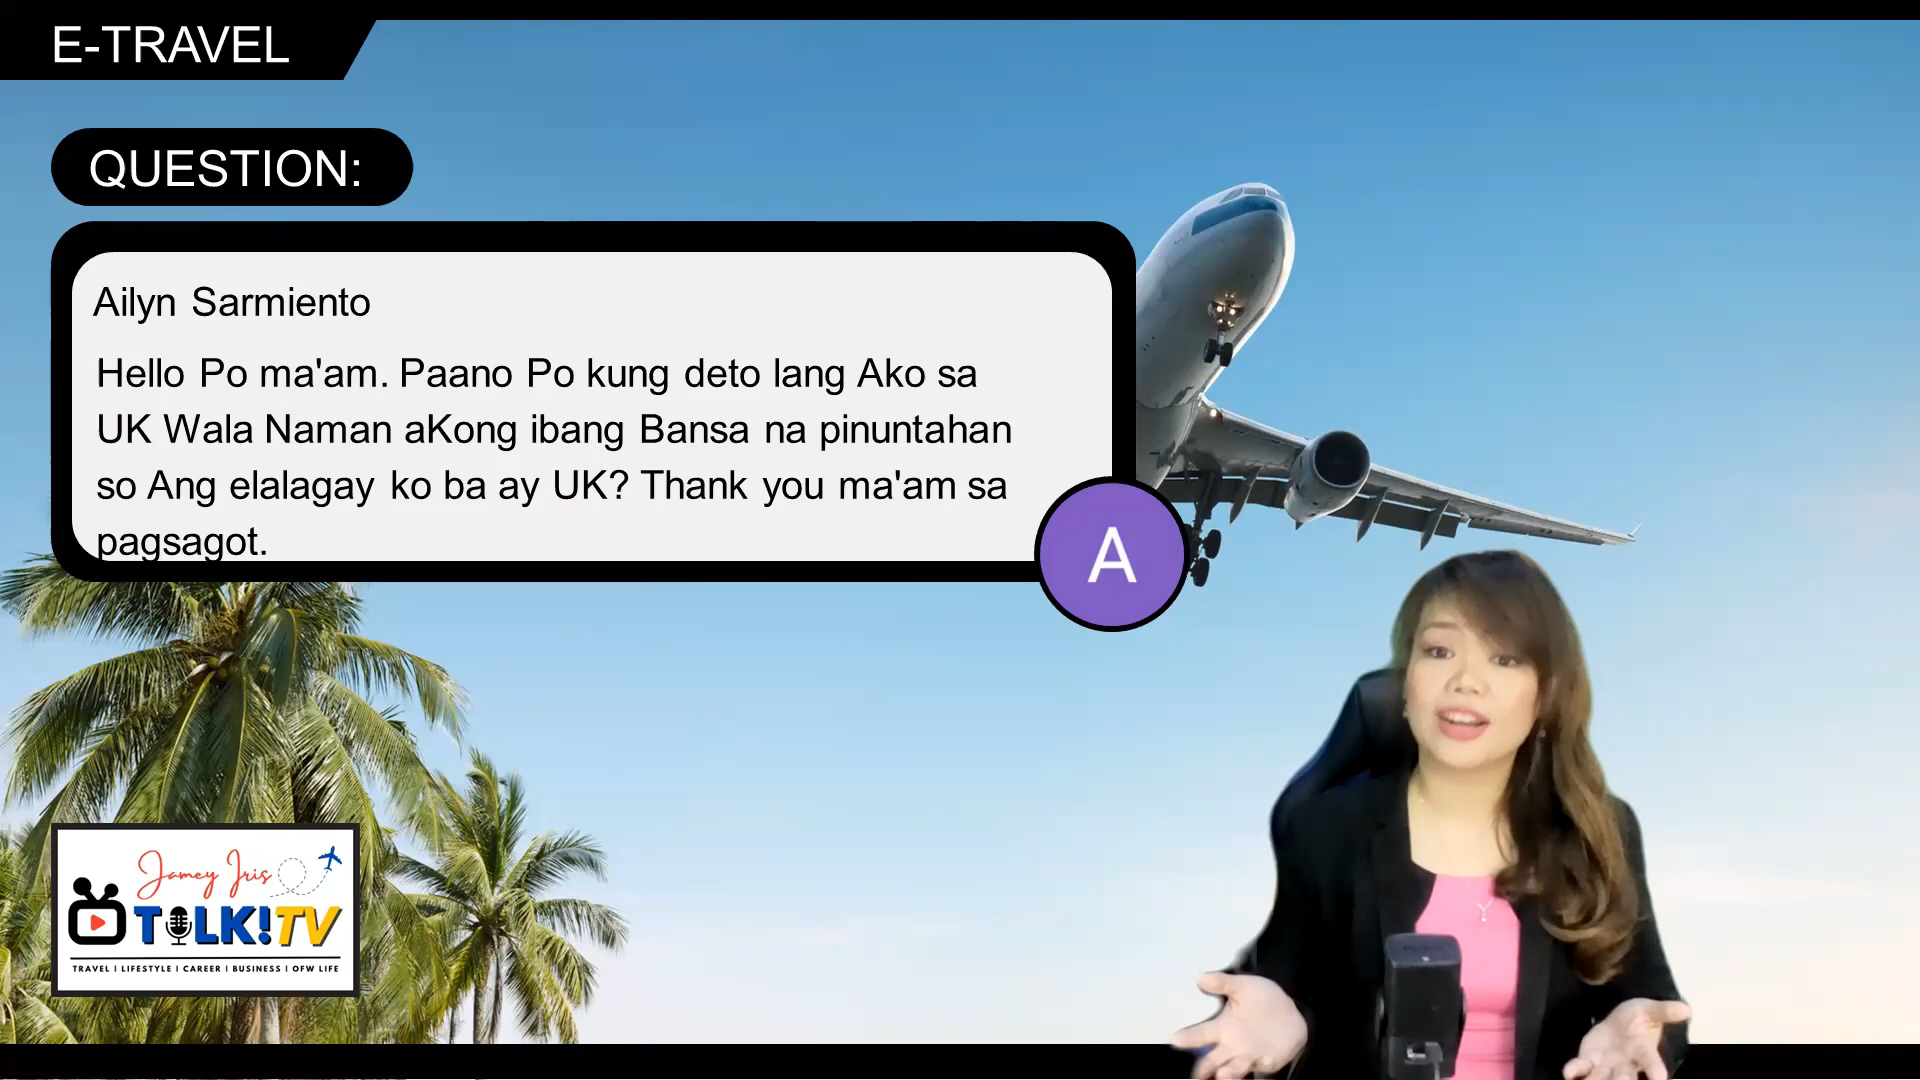 E-TRAVEL
QUESTION:
Ailyn Sarmiento
Hello Po ma'am. Paano Po kung deto lang Ako sa
UK Wala Naman aKong ibang Bansa na pinuntahan
so Ang elalagay ko ba ay UK? Thank you ma'am sa
pagsagot.
A
Jamey Iris
TALK!TV
TRAVEL | LIFESTYLE | CAREER | BUSINESS | OFW LIFE